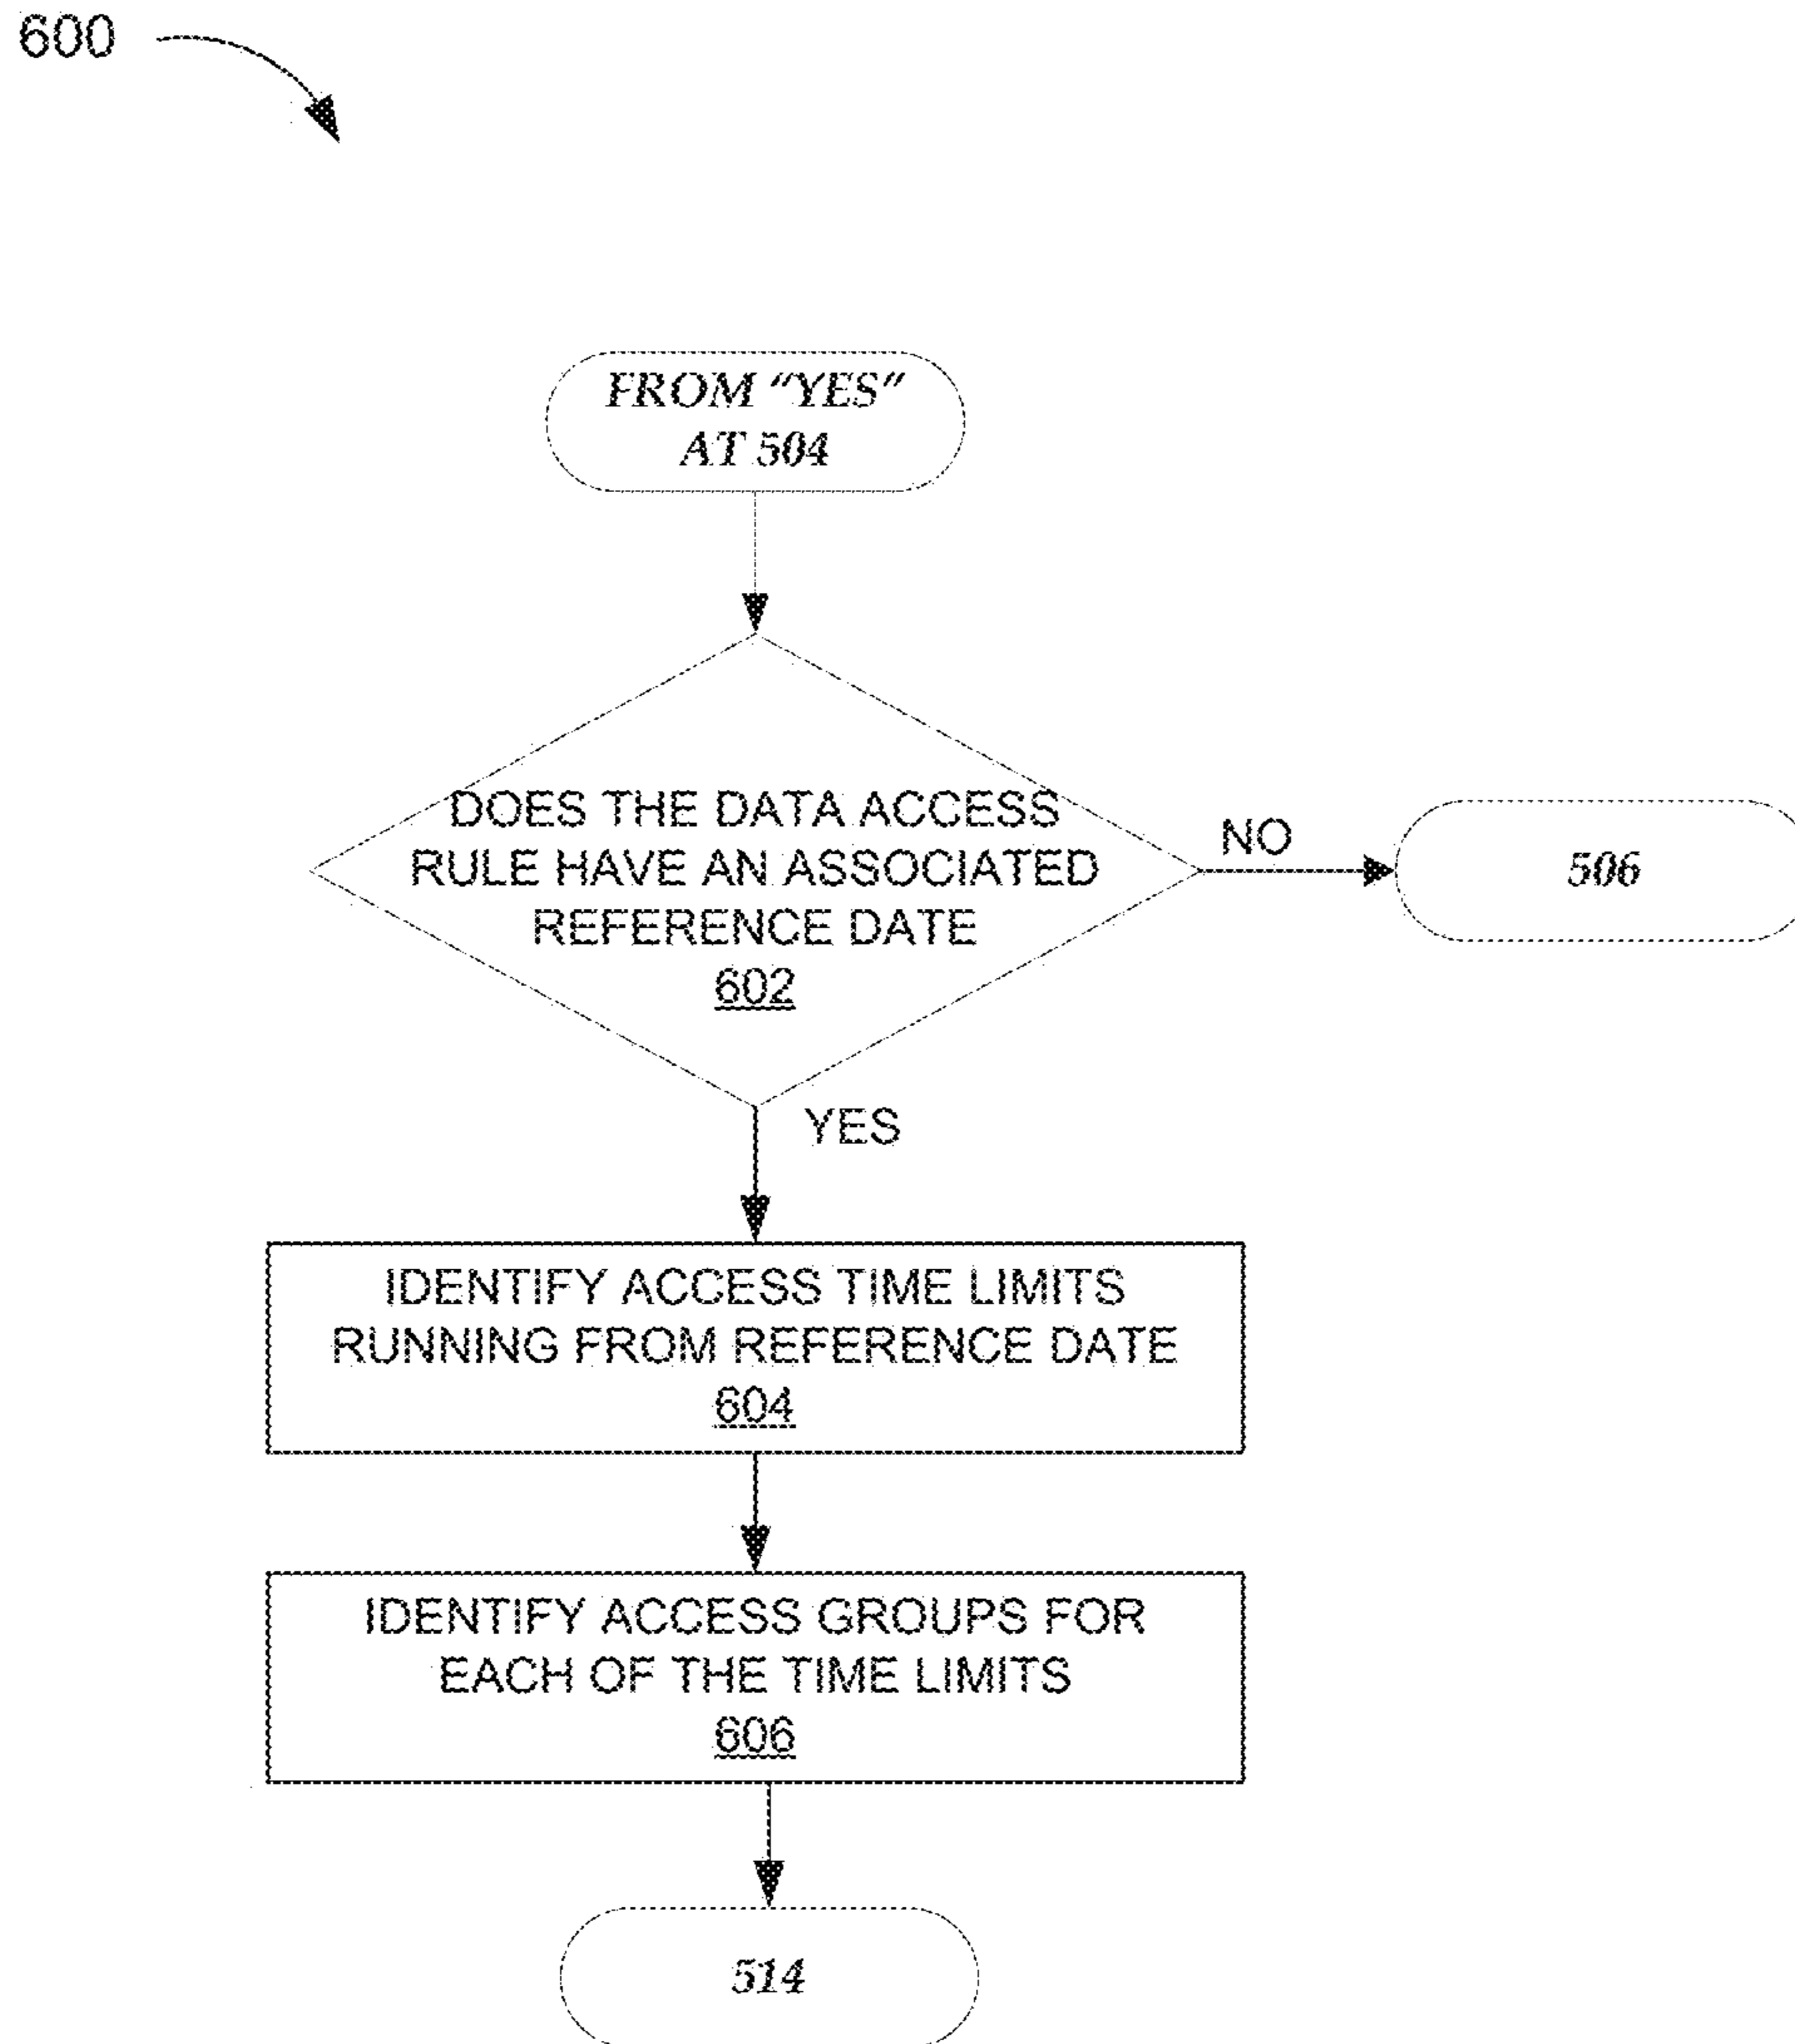 600
FROM "YES"
AT 504
DOES THE DATA ACCESS
RULE HAVE AN ASSOCIATED
REFERENCE DATE
602
NO
506
YES
IDENTIFY ACCESS TIME LIMITS
RUNNING FROM REFERENCE DATE
604
IDENTIFY ACCESS GROUPS FOR
EACH OF THE TIME LIMITS
606
514